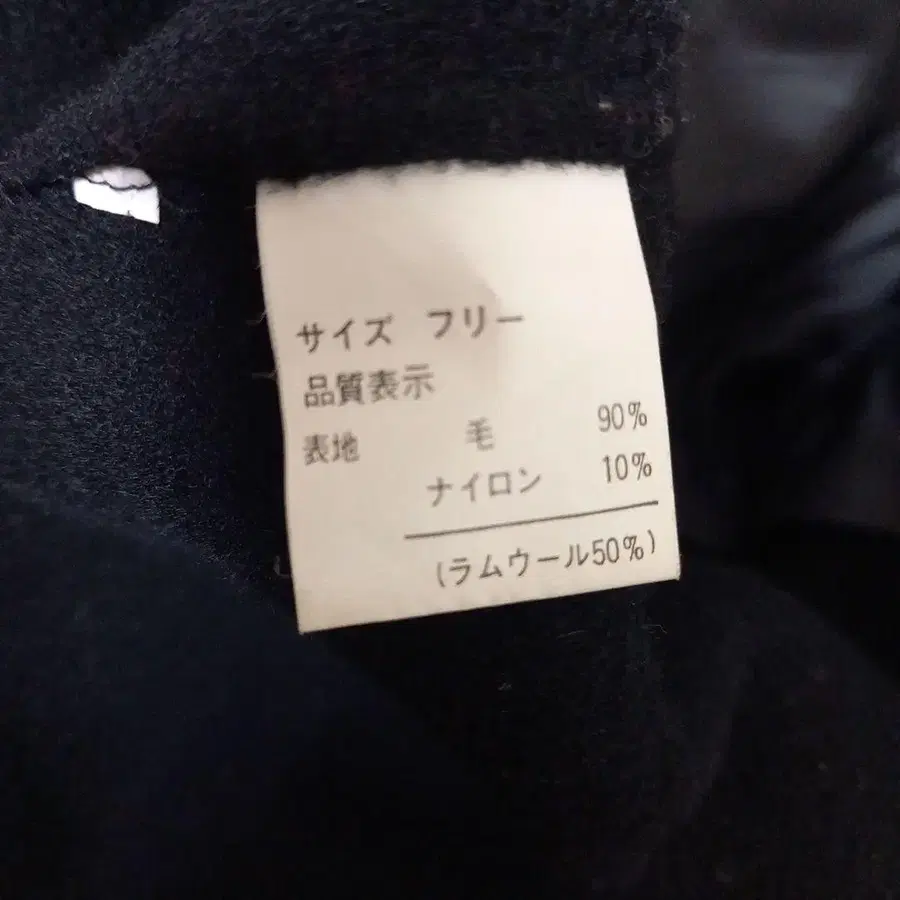 サイズ フリー
品質表示
表地 毛 90%
ナイロン 10%
(ラムウール50%)